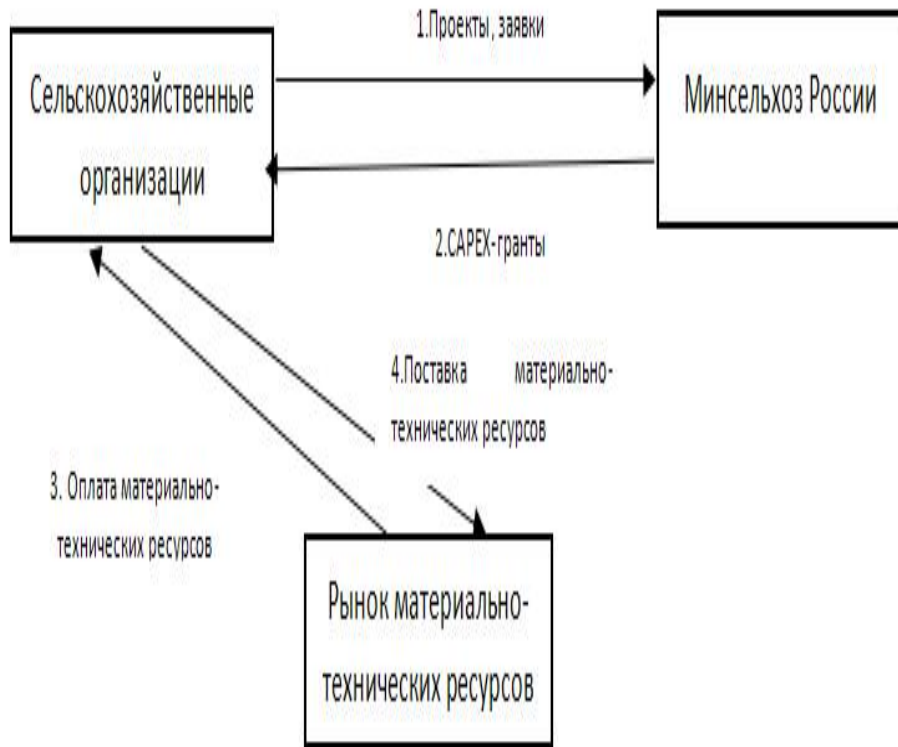 1.Проекты, заявки
Сельскохозяйственные
организации
Минсельхоз России
2.CAPEX-гранты
4.Поставка материально-
технических ресурсов
3. Оплата материально-
технических ресурсов
Рынок материально-
технических ресурсов